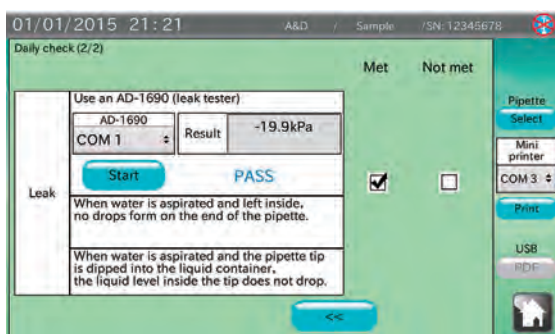 01/01/2015 21:21 A&D / Sample /SN: 12345678
Daily check (2/2)
Met Not met
Use an AD-1690 (leak tester)
AD-1690
COM 1
Result
-19.9kPa
Start
PASS
Leak
When water is aspirated and left inside,
no drops form on the end of the pipette.
When water is aspirated and the pipette tip
is dipped into the liquid container,
the liquid level inside the tip does not drop.
<<
Pipette
Select
Mini
printer
COM 3
Print
USB
PDF